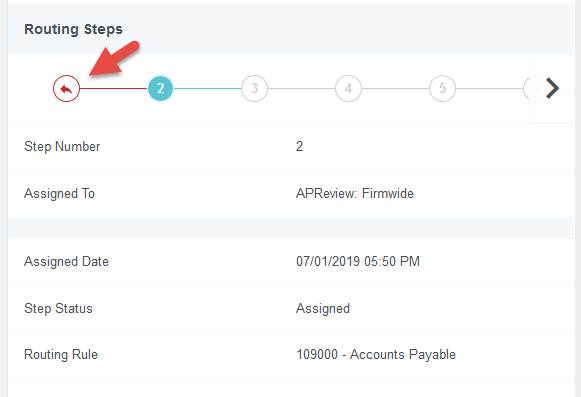 Routing Steps
2 3 4 5 6
Step Number 2
Assigned To APReview: Firmwide
Assigned Date 07/01/2019 05:50 PM
Step Status Assigned
Routing Rule 109000 - Accounts Payable